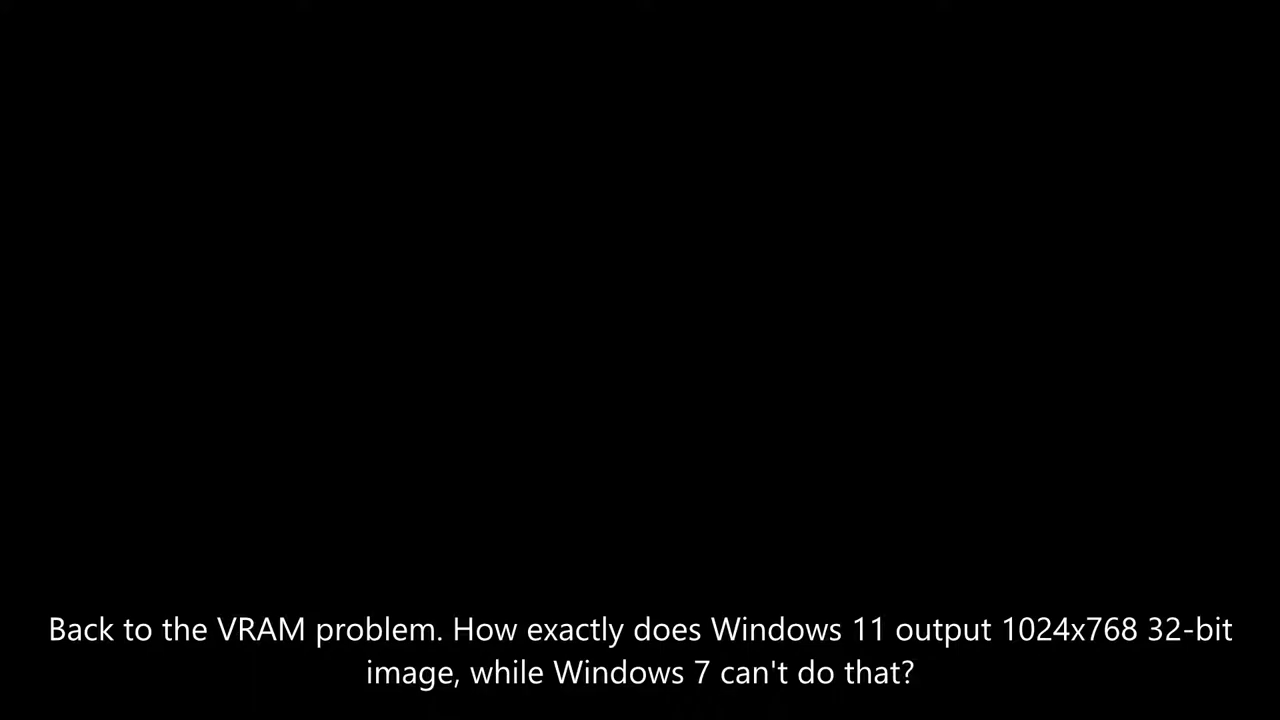 Back to the VRAM problem. How exactly does Windows 11 output 1024x768 32-bit
image, while Windows 7 can't do that?